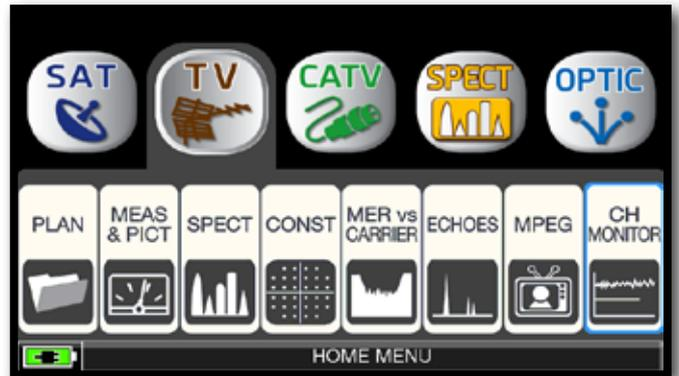 SAT
TV
CATV
SPECT
OPTIC
PLAN
MEAS
& PICT
SPECT
CONST
MER vs
CARRIER
ECHOES
MPEG
CH
MONITOR
HOME MENU